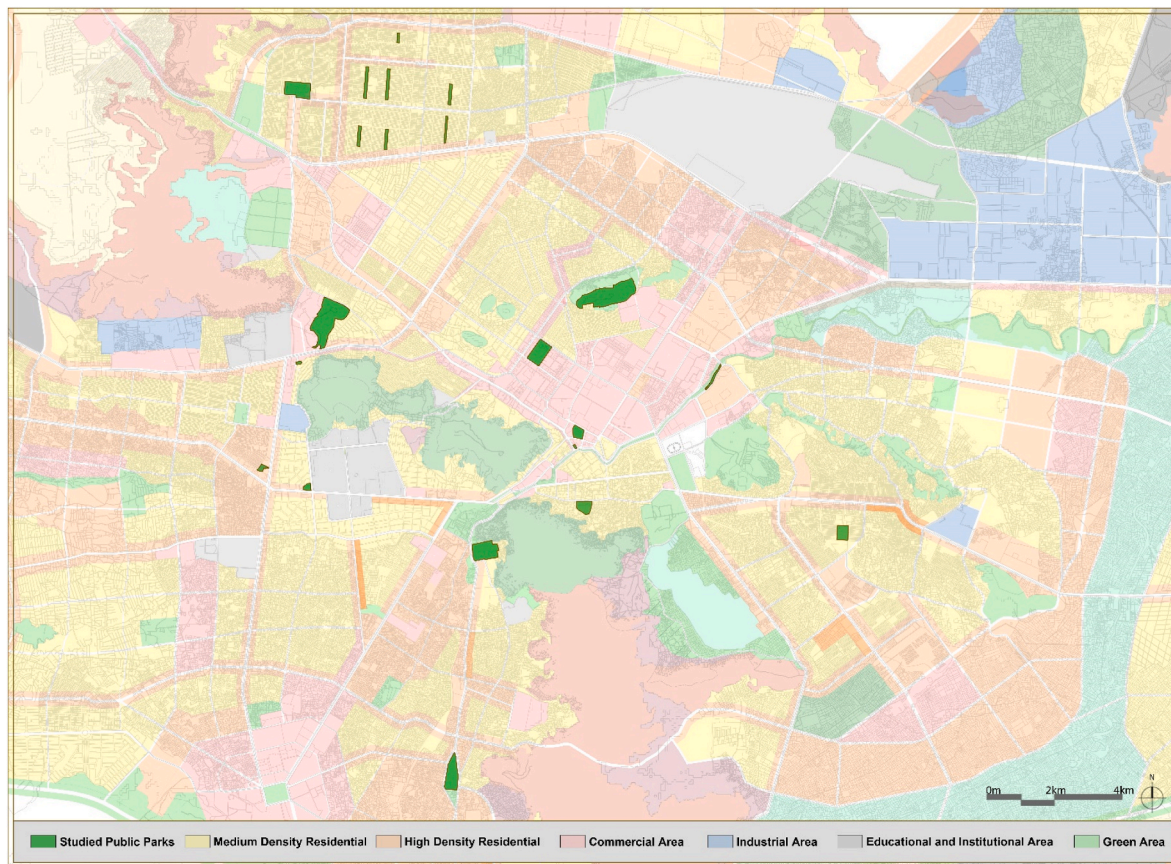 N
0m 2km 4km
Studied Public Parks Medium Density Residential High Density Residential Commercial Area Industrial Area Educational and Institutional Area Green Area